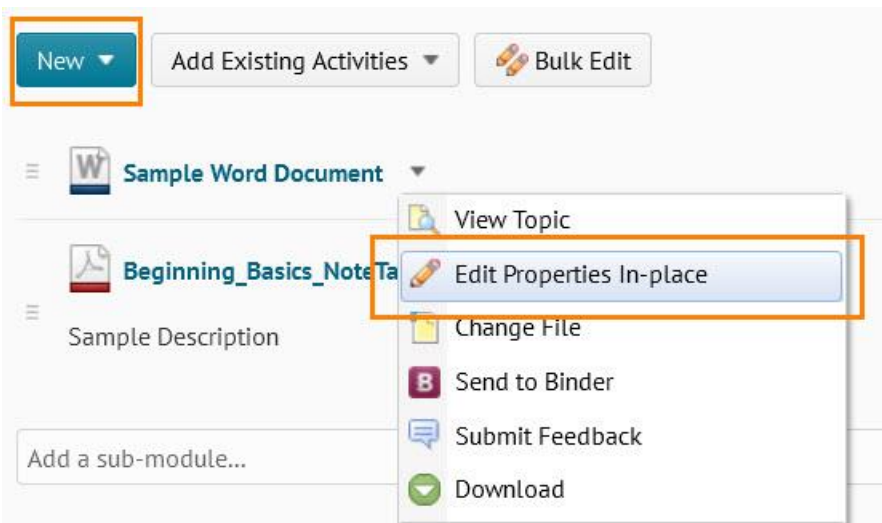 New
Add Existing Activities
Bulk Edit
W
Sample Word Document
View Topic
Beginning_Basics_NoteTa
Edit Properties In-place
Sample Description
Change File
B
Send to Binder
Submit Feedback
Add a sub-module...
Download